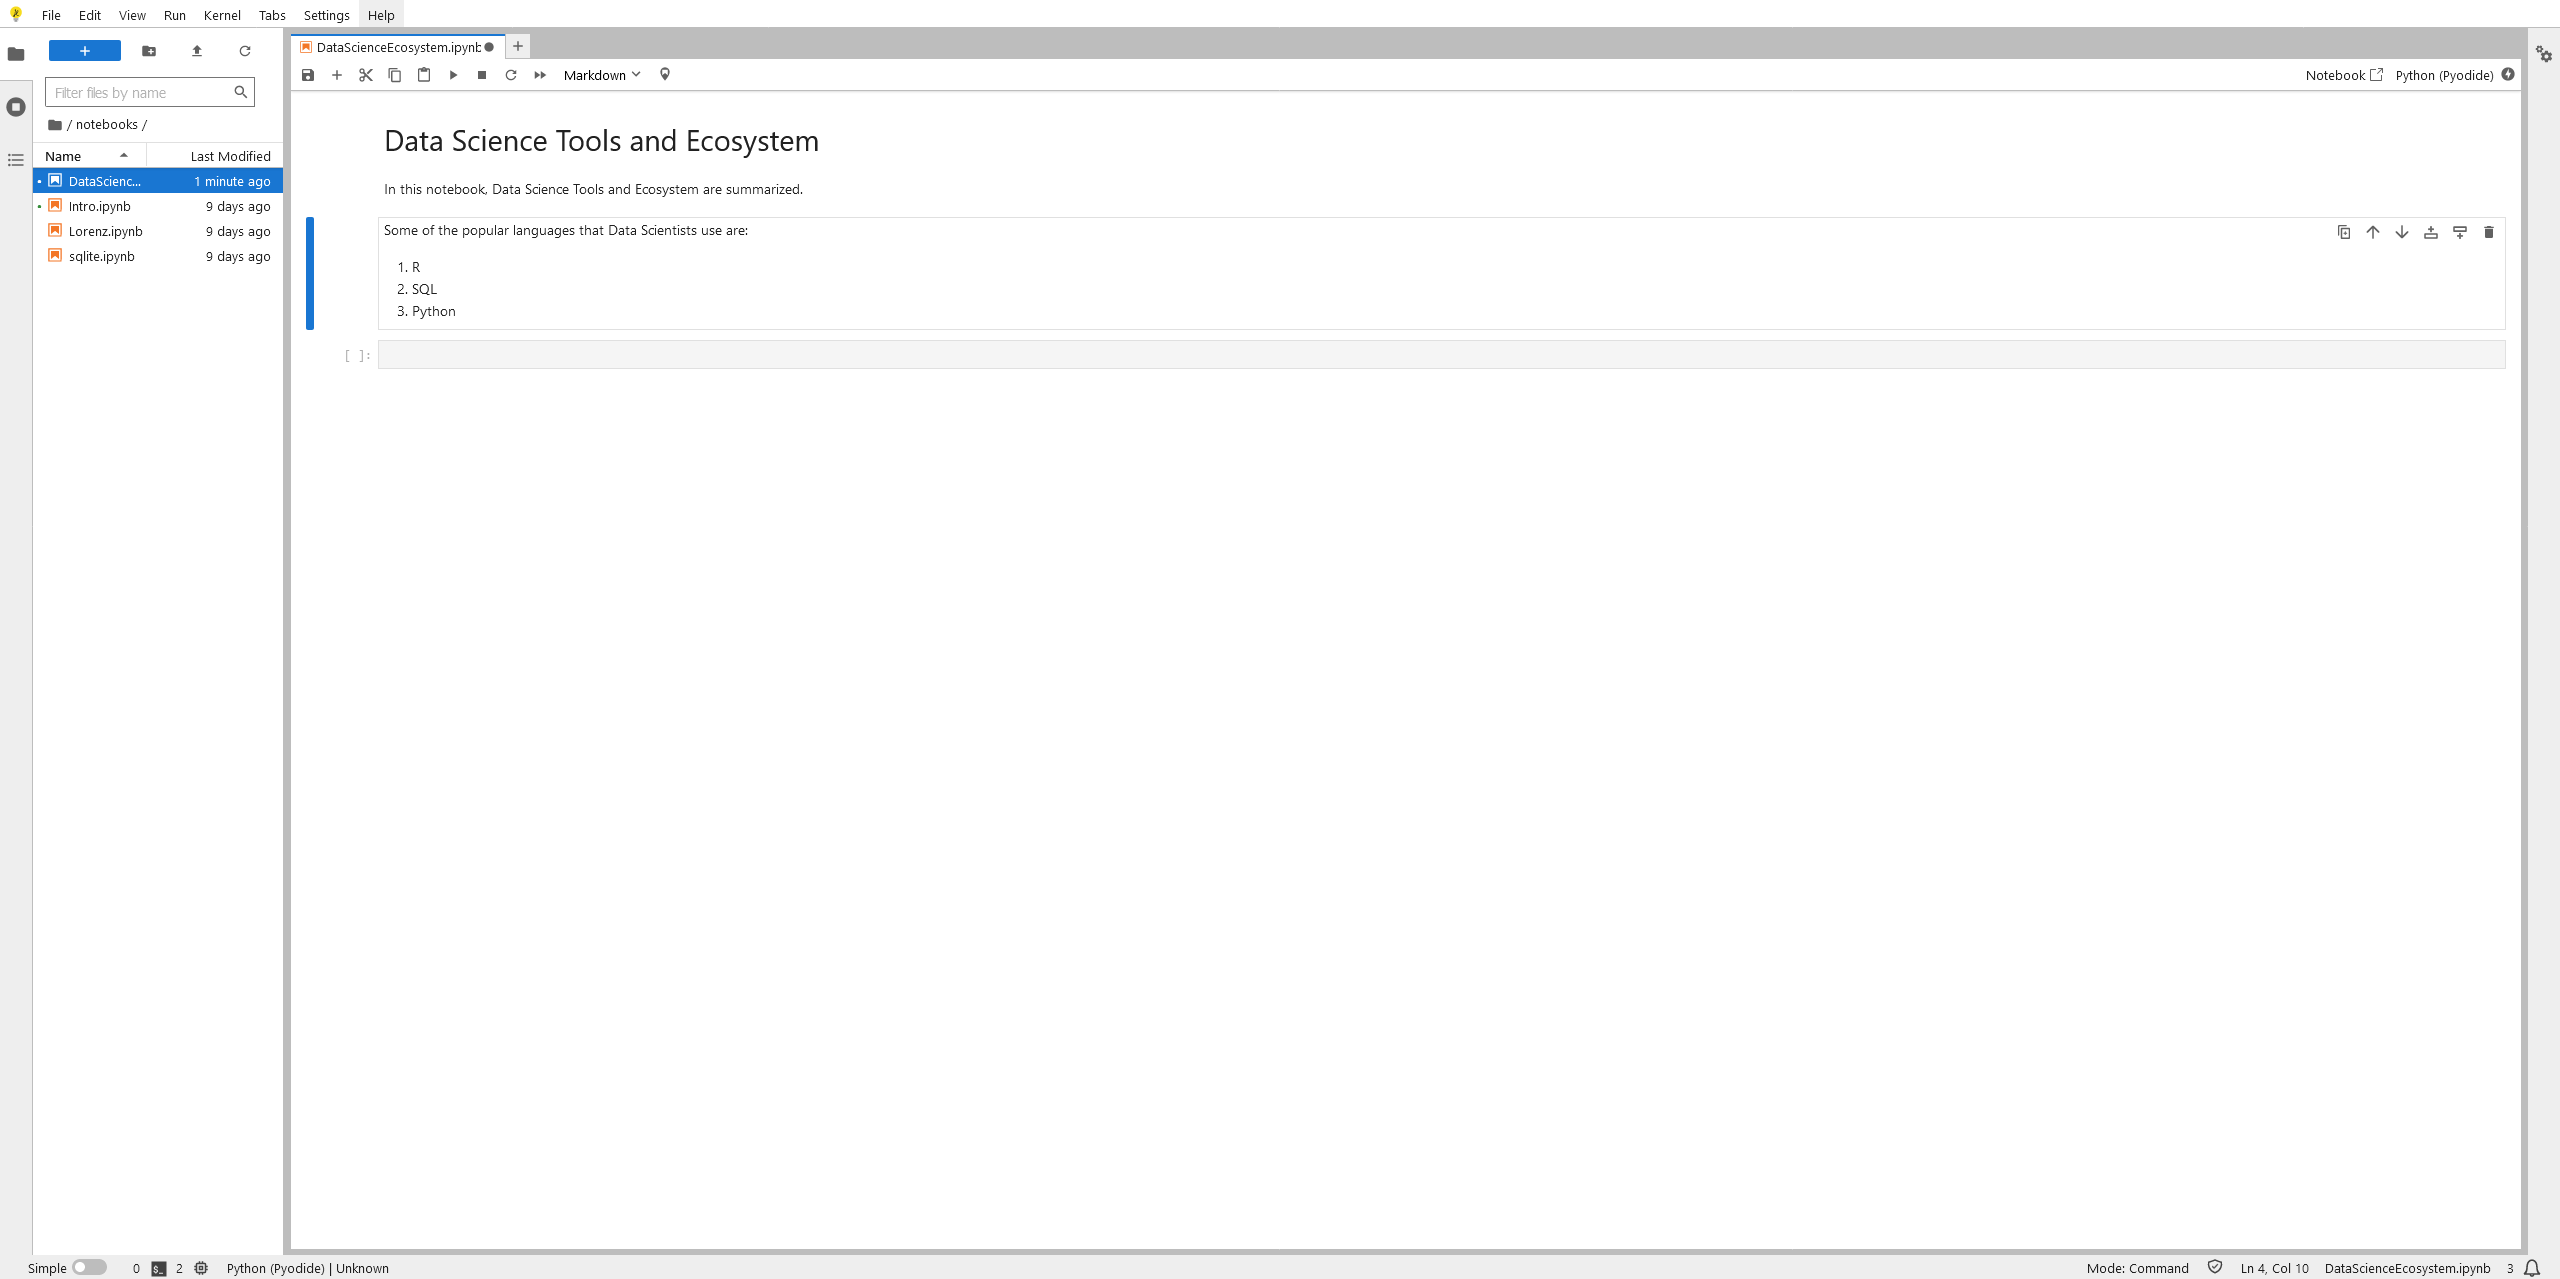 File Edit View Run Kernel Tabs Settings Help
DataScienceEcosystem.ipynb
Markdown
Notebook Python (Pyodide)
Filter files by name
/ notebooks /
Name Last Modified
DataScienc... 1 minute ago
Intro.ipynb 9 days ago
Lorenz.ipynb 9 days ago
sqlite.ipynb 9 days ago
Data Science Tools and Ecosystem
In this notebook, Data Science Tools and Ecosystem are summarized.
Some of the popular languages that Data Scientists use are:
1. R
2. SQL
3. Python
[ ]:
Simple 0 $_ 2 Python (Pyodide) | Unknown Mode: Command Ln 4, Col 10 DataScienceEcosystem.ipynb 3